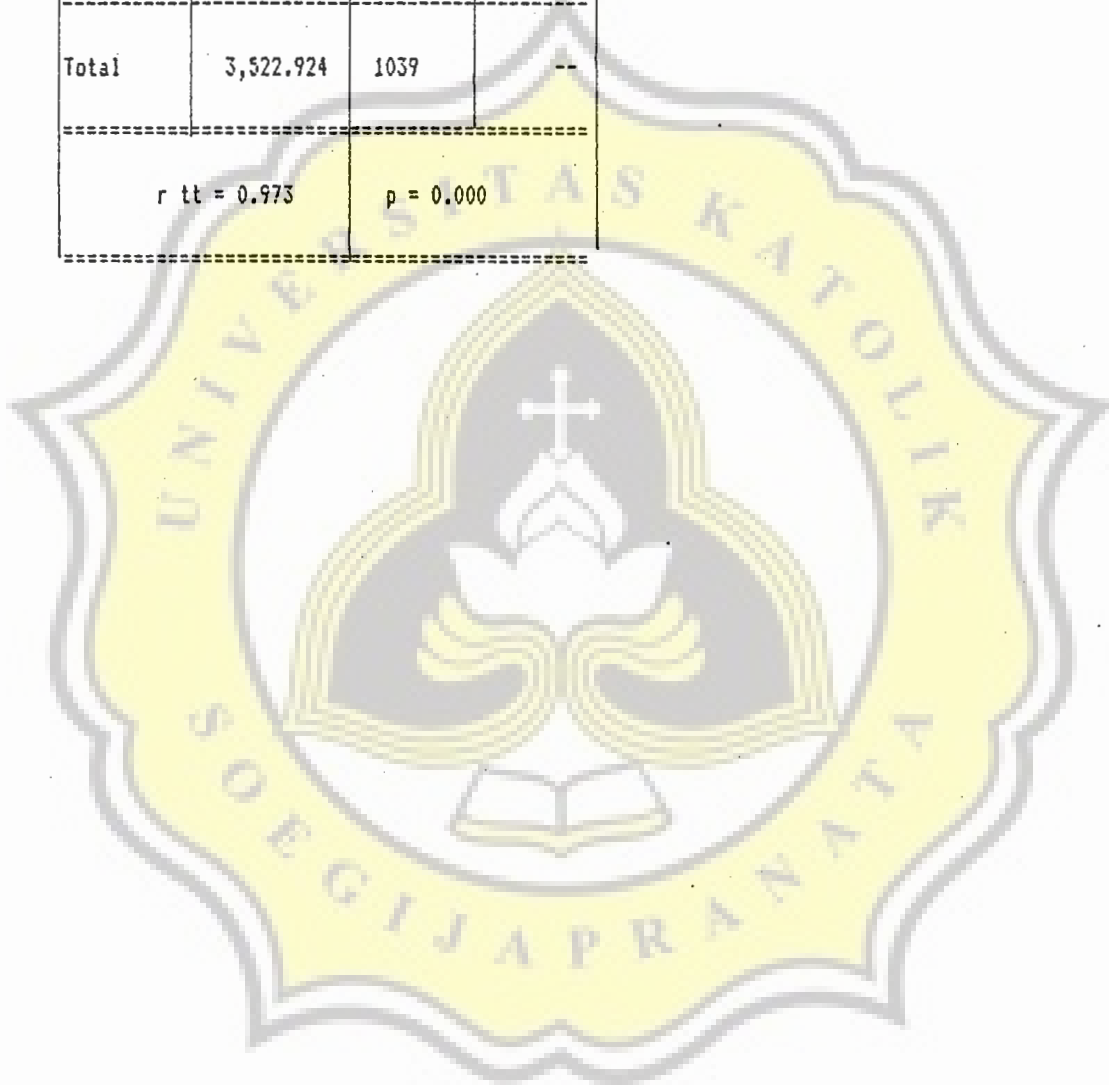 Total 3,522.924 1039 --
r tt = 0.973 p = 0.000
UNIVERSITAS KATOLIK
SOEGIJAPRANATA